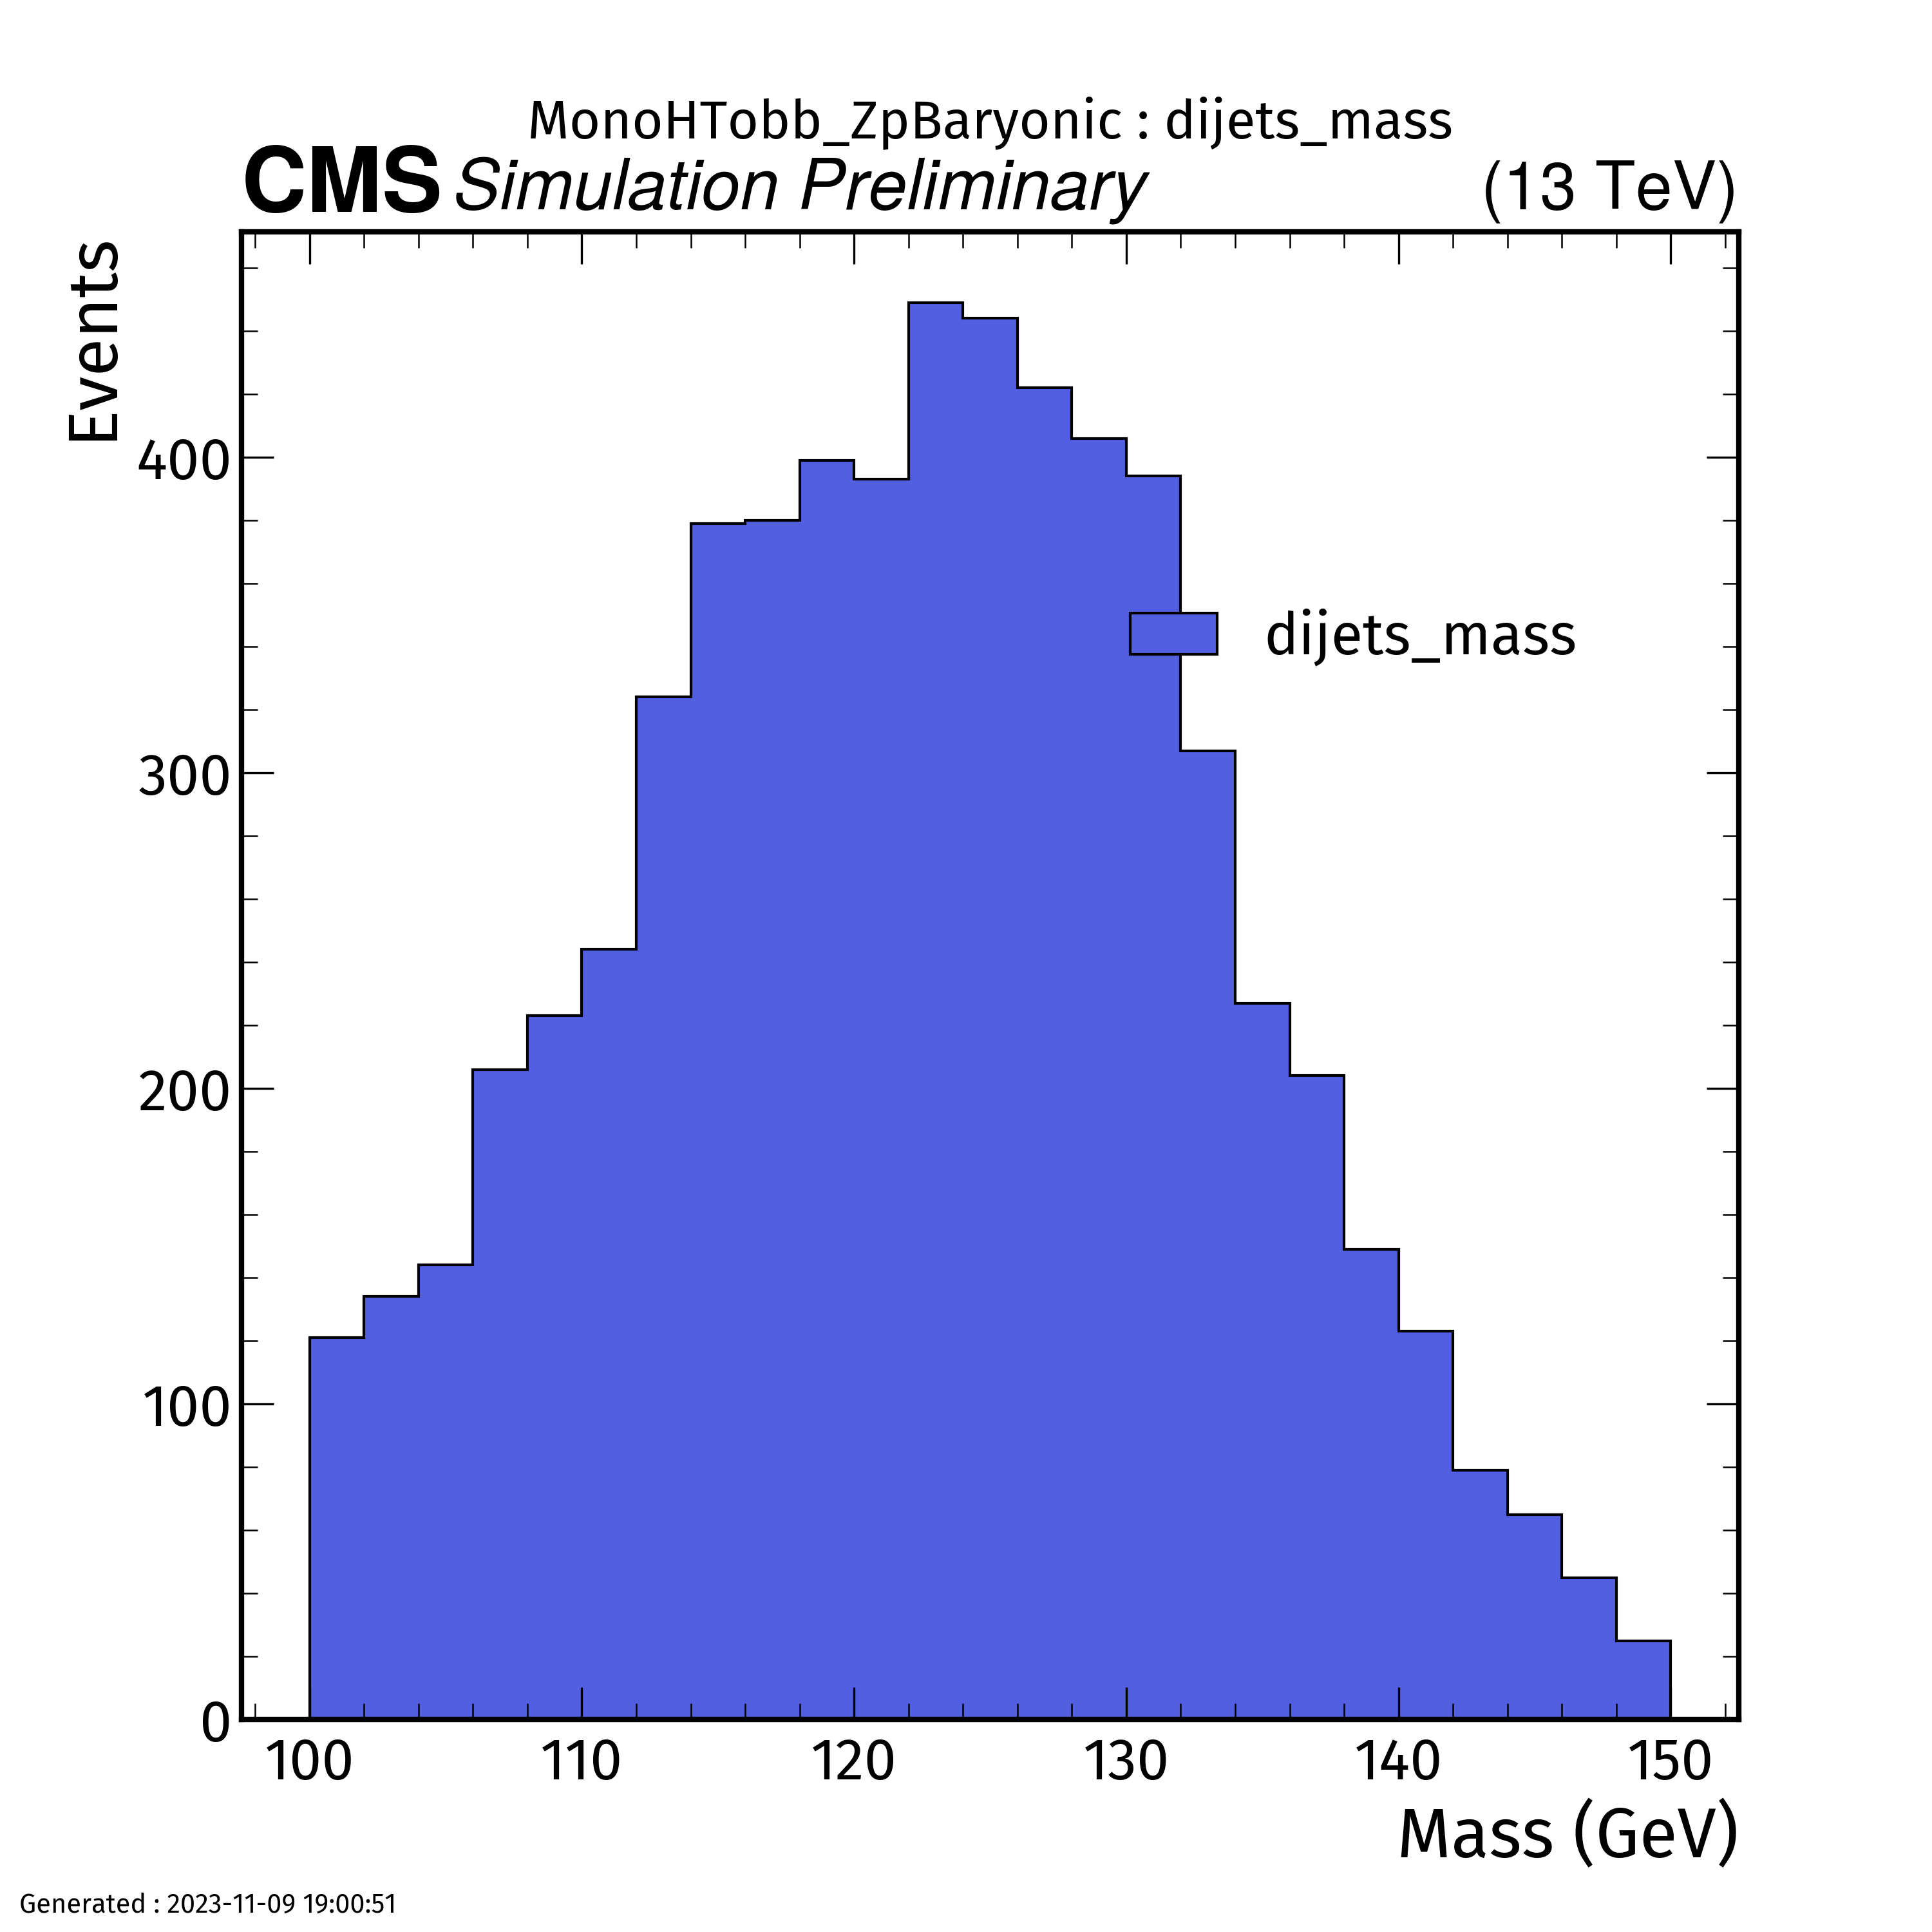 MonoHTobb_ZpBaryonic : dijets_mass
CMS Simulation Preliminary (13 TeV)
Events
400
300
200
100
0
dijets_mass
100 110 120 130 140 150
Mass (GeV)
Generated : 2023-11-09 19:00:51